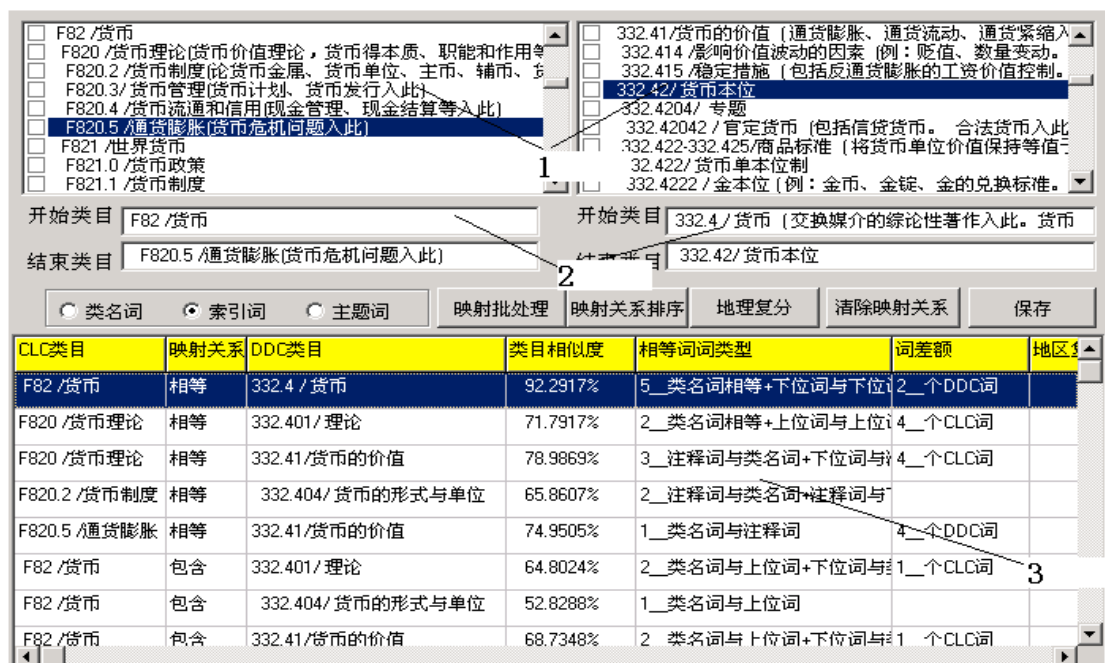 F82 /货币
F820 /货币理论(货币价值理论，货币得本质、职能和作用等
F820.2 /货币制度(论货币金属、货币单位、主币、辅币、
F820.3/ 货币管理(货币计划、货币发行入此)
F820.4 /货币流通和信用(现金管理、现金结算等入此)
F820.5 /通货膨胀(货币危机问题入此)
F821 /世界货币
F821.0 /货币政策
F821.1 /货币制度
332.41/货币的价值 (通货膨胀、通货流动、通货紧缩入
332.414 /影响价值波动的因素 (例：贬值、数量变动。
332.415 /稳定措施 (包括反通货膨胀的工资价值控制。
332.42/ 货币本位
332.4204/ 专题
332.42042 / 官定货币 (包括信贷货币。 合法货币入此
332.422-332.425/商品标准 (将货币单位价值保持等值于
32.422/ 货币单本位制
332.4222 / 金本位 (例：金币、金锭、金的兑换标准。
1
开始类目 F82 /货币
开始类目 332.4 / 货币 (交换媒介的综论性著作入此。货币
结束类目 F820.5 /通货膨胀(货币危机问题入此)
332.42/ 货币本位
2
类名词 索引词 主题词 映射批处理 映射关系排序 地理复分 清除映射关系 保存
CLC类目 映射关系 DDC类目 类目相似度 相等词词类型 词差额 地区
F82 /货币 相等 332.4 / 货币 92.2917% 5__类名词相等+下位词与下位 2__个DDC词
F820 /货币理论 相等 332.401/ 理论 71.7917% 2__类名词相等+上位词与上位 4__个CLC词
F820 /货币理论 相等 332.41/货币的价值 78.9869% 3__注释词与类名词+下位词与 4__个CLC词
F820.2 /货币制度 相等 332.404/ 货币的形式与单位 65.8607% 2__注释词与类名词+注释词与
F820.5 /通货膨胀 相等 332.41/货币的价值 74.9505% 1__类名词与注释词 4__个DDC词
F82 /货币 包含 332.401/ 理论 64.8024% 2__类名词与上位词+下位词与 1__个CLC词
3
F82 /货币 包含 332.404/ 货币的形式与单位 52.8288% 1__类名词与上位词
F82 /货币 包含 332.41/货币的价值 68.7348% 2__类名词与上位词+下位词与 1__个CLC词